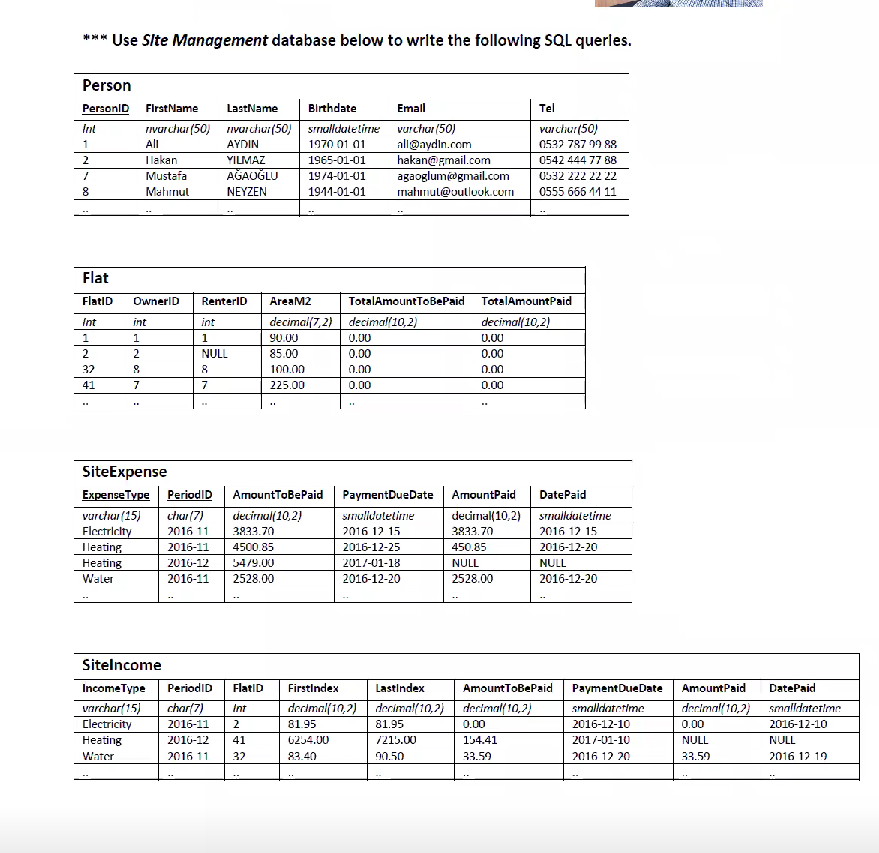 *** Use Site Management database below to write the following SQL queries.
Person
PersonID FirstName LastName Birthdate Email Tel
int nvarchar(50) nvarchar(50) smalldatetime varchar(50) varchar(50)
1 Ali AYDIN 1970-01-01 ali@aydin.com 0532 787 99 88
2 Hakan YILMAZ 1965-01-01 hakan@gmail.com 0542 444 77 88
7 Mustafa AĞAOĞLU 1974-01-01 agaoglum@gmail.com 0532 222 22 22
8 Mahmut NEYZEN 1944-01-01 mahmut@outlook.com 0555 666 44 11
.. .. .. .. .. ..
Flat
FlatID OwnerID RenterID AreaM2 TotalAmountToBePaid TotalAmountPaid
int int int decimal(7,2) decimal(10,2) decimal(10,2)
1 1 1 90.00 0.00 0.00
2 2 NULL 85.00 0.00 0.00
32 8 8 100.00 0.00 0.00
41 7 7 225.00 0.00 0.00
.. .. .. .. .. ..
SiteExpense
ExpenseType PeriodID AmountToBePaid PaymentDueDate AmountPaid DatePaid
varchar(15) char(7) decimal(10,2) smalldatetime decimal(10,2) smalldatetime
Electricity 2016-11 3833.70 2016-12-15 3833.70 2016-12-15
Heating 2016-11 4500.85 2016-12-25 450.85 2016-12-20
Heating 2016-12 5479.00 2017-01-18 NULL NULL
Water 2016-11 2528.00 2016-12-20 2528.00 2016-12-20
.. .. .. .. .. ..
SiteIncome
IncomeType PeriodID FlatID FirstIndex LastIndex AmountToBePaid PaymentDueDate AmountPaid DatePaid
varchar(15) char(7) int decimal(10,2) decimal(10,2) decimal(10,2) smalldatetime decimal(10,2) smalldatetime
Electricity 2016-11 2 81.95 81.95 0.00 2016-12-10 0.00 2016-12-10
Heating 2016-12 41 6254.00 7215.00 154.41 2017-01-10 NULL NULL
Water 2016-11 32 83.40 90.50 33.59 2016-12-20 33.59 2016-12-19
.. .. .. .. .. .. .. .. ..